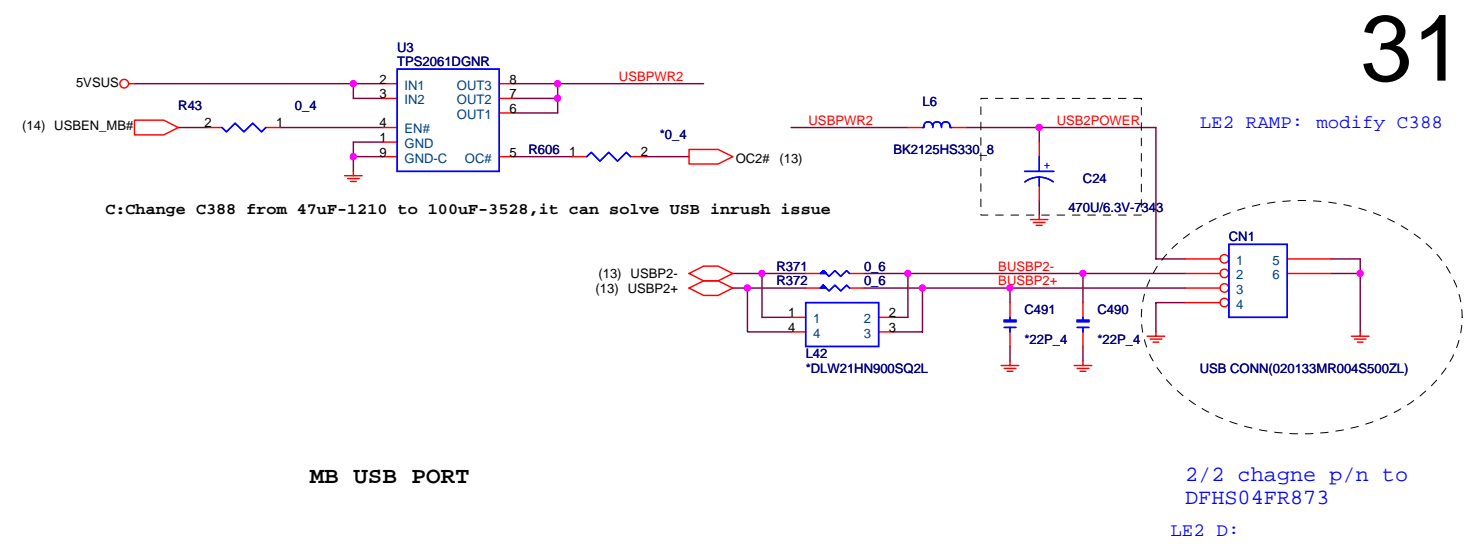 31
U3
TPS2061DGNR
5VSUS
2 IN1 OUT3 8 USBPWR2
3 IN2 OUT2 7
OUT1 6
R43 0_4
(14) USBEN_MB# 2 1 4 EN#
1 GND
9 GND-C OC# 5 R606 1 2 OC2# (13)
*0_4
L6
USBPWR2 USB2POWER
BK2125HS330_8
+
C24
470U/6.3V-7343
LE2 RAMP: modify C388
C:Change C388 from 47uF-1210 to 100uF-3528,it can solve USB inrush issue
CN1
(13) USBP2- R371 0_6 BUSBP2-
(13) USBP2+ R372 0_6 BUSBP2+
1 5
2 6
3
4
1 1 2 2
4 4 3 3
L42
*DLW21HN900SQ2L
C491 C490
*22P_4 *22P_4
USB CONN(020133MR004S500ZL)
MB USB PORT
2/2 chagne p/n to
DFHS04FR873
LE2 D: